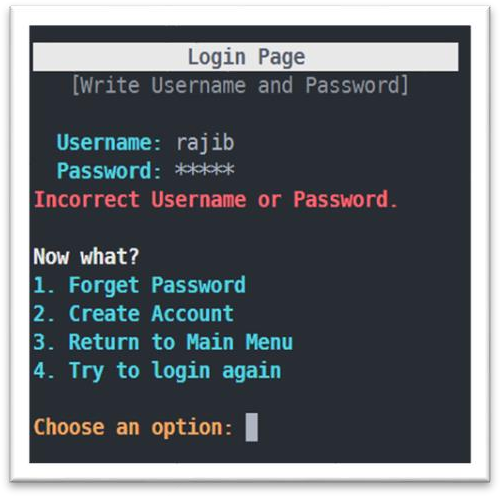 Login Page
[Write Username and Password]
Username: rajib
Password: *****
Incorrect Username or Password.
Now what?
1. Forget Password
2. Create Account
3. Return to Main Menu
4. Try to login again
Choose an option: